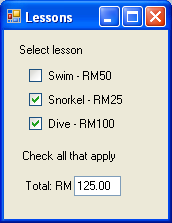 Lessons
Select lesson
Swim - RM50
Snorkel - RM25
Dive - RM100
Check all that apply
Total: RM 125.00